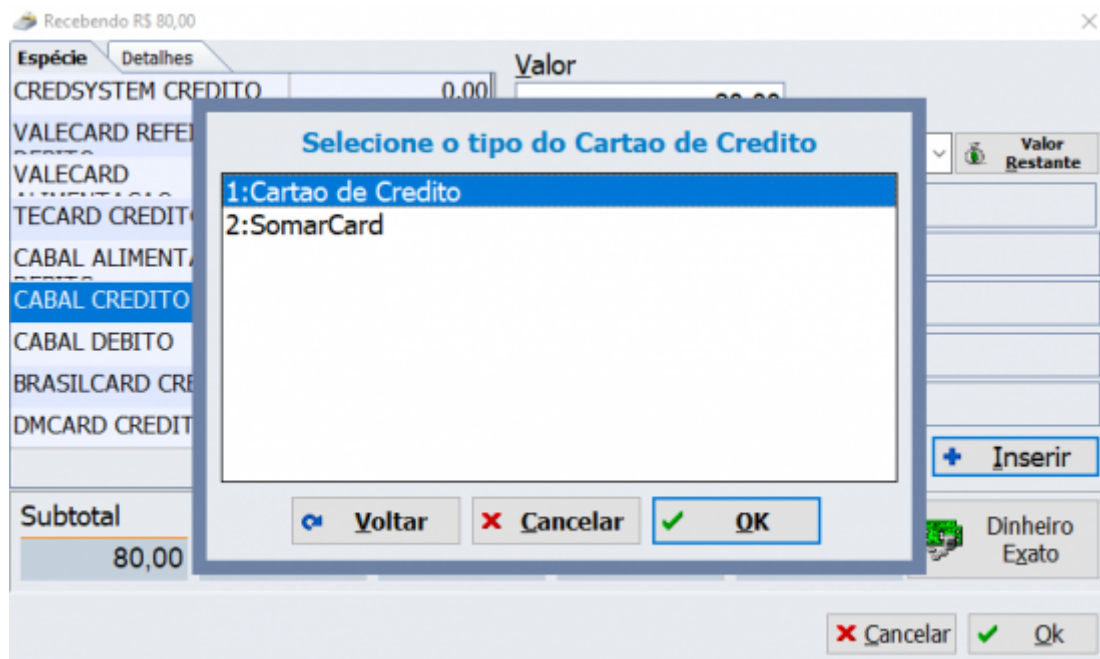 Recebendo R$ 80,00
Espécie Detalhes
Valor
CREDSYSTEM CREDITO 0,00
VALECARD REFEI
VALECARD
TECARD CREDIT
CABAL ALIMENT
CABAL CREDITO
CABAL DEBITO
BRASILCARD CRE
DMCARD CREDIT
Valor
Restante
Selecione o tipo do Cartao de Credito
1:Cartao de Credito
2:SomarCard
Voltar Cancelar OK
Inserir
Subtotal
80,00
Dinheiro
Exato
Cancelar Ok